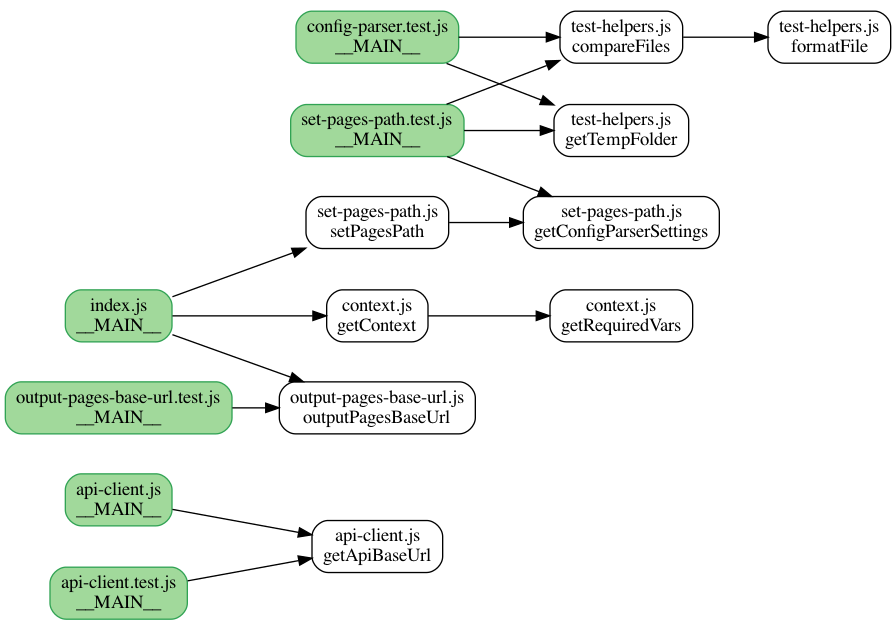 config-parser.test.js
__MAIN__
test-helpers.js
compareFiles
test-helpers.js
formatFile
set-pages-path.test.js
__MAIN__
test-helpers.js
getTempFolder
set-pages-path.js
setPagesPath
set-pages-path.js
getConfigParserSettings
index.js
__MAIN__
context.js
getContext
context.js
getRequiredVars
output-pages-base-url.test.js
__MAIN__
output-pages-base-url.js
outputPagesBaseUrl
api-client.js
__MAIN__
api-client.js
getApiBaseUrl
api-client.test.js
__MAIN__